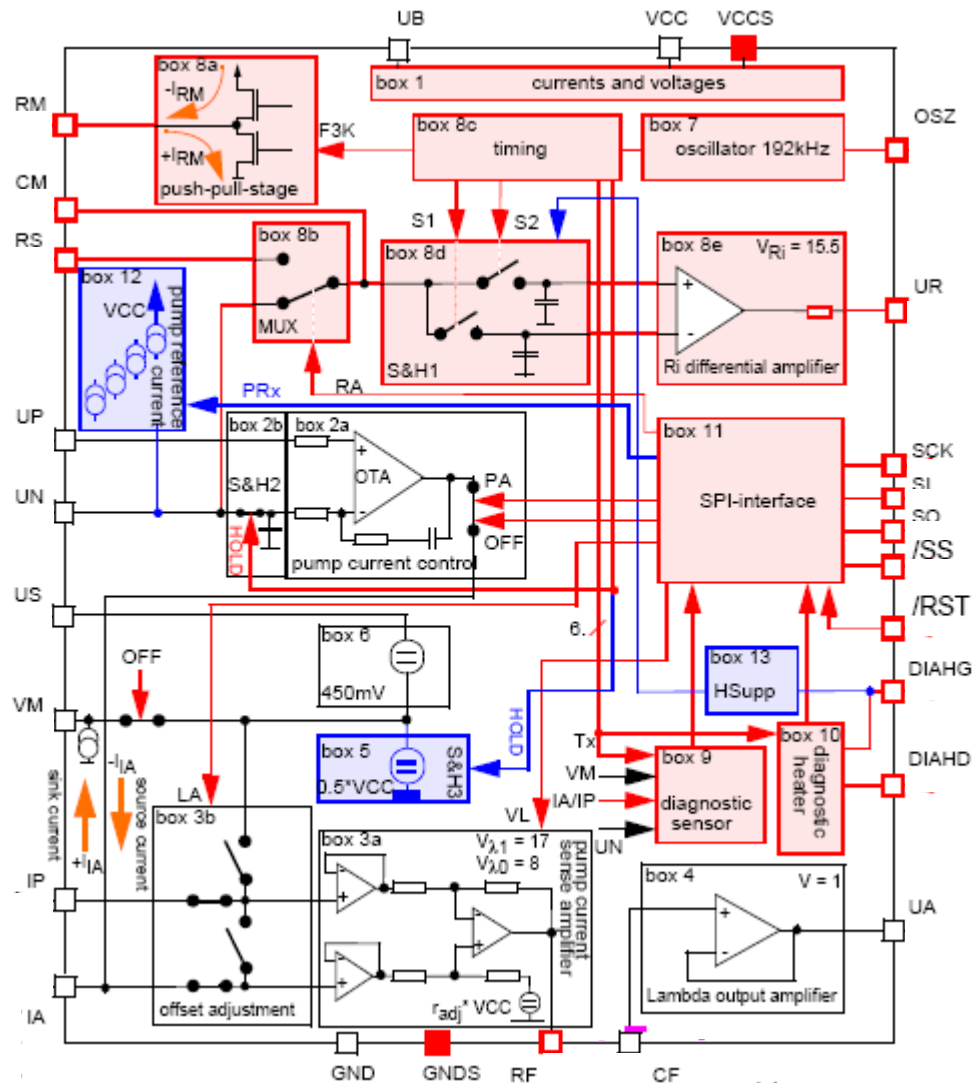 UB
VCC
VCCS
box 1
currents and voltages
box 8a
-IRM
+IRM
push-pull-stage
RM
F3K
box 8c
timing
box 7
oscillator 192kHz
OSZ
CM
RS
S1
S2
box 8b
MUX
box 8d
S&H1
box 8e
VRi = 15.5
Ri differential amplifier
UR
box 12
VCC
pump reference
current
PRx
RA
UP
UN
box 2b
S&H2
box 2a
OTA
pump current control
PA
OFF
HOLD
box 11
SPI-interface
SCK
SI
SO
/SS
/RST
US
6.
box 6
450mV
box 13
HSupp
DIAHG
OFF
VM
HOLD
box 5
0.5*VCC
S&H3
Tx
VM
IA/IP
UN
box 9
diagnostic
sensor
box 10
diagnostic
heater
DIAHD
sink current
+IIA
-IIA
source current
LA
VL
box 3b
offset adjustment
box 3a
Vλ1 = 17
Vλ0 = 8
pump current
sense amplifier
radj* VCC
box 4
V = 1
Lambda output amplifier
UA
IP
IA
GND
GNDS
RF
CF